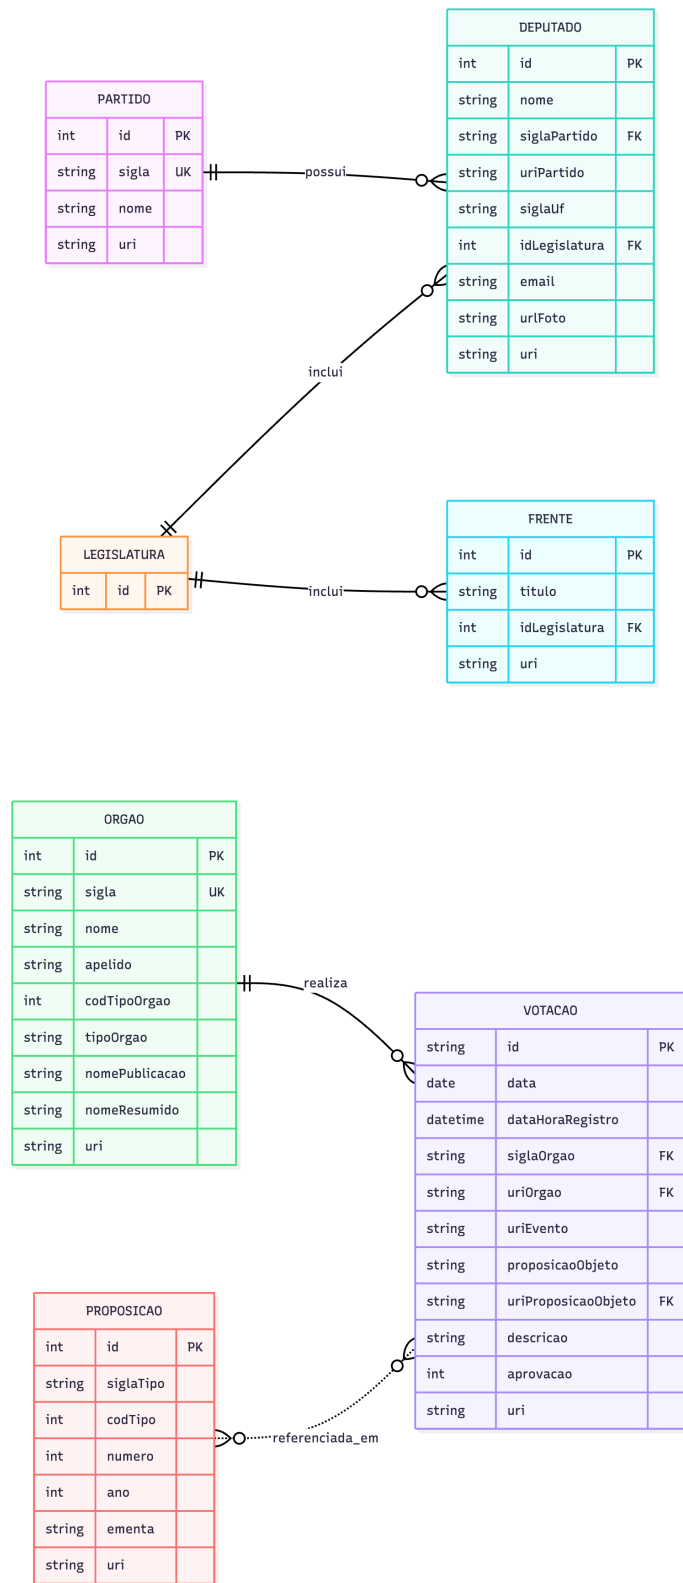 PARTIDO
int id PK
string sigla UK
string nome
string uri
possui
DEPUTADO
int id PK
string nome
string siglaPartido FK
string uriPartido
string siglaUf
int idLegislatura FK
string email
string urlFoto
string uri
inclui
LEGISLATURA
int id PK
inclui
FRENTE
int id PK
string titulo
int idLegislatura FK
string uri
ORGAO
int id PK
string sigla UK
string nome
string apelido
int codTipoOrgao
string tipoOrgao
string nomePublicacao
string nomeResumido
string uri
realiza
VOTACAO
string id PK
date data
datetime dataHoraRegistro
string siglaOrgao FK
string uriOrgao FK
string uriEvento
string proposicaoObjeto
string uriProposicaoObjeto FK
string descricao
int aprovacao
string uri
PROPOSICAO
int id PK
string siglaTipo
int codTipo
int numero
int ano
string ementa
string uri
referenciada_em